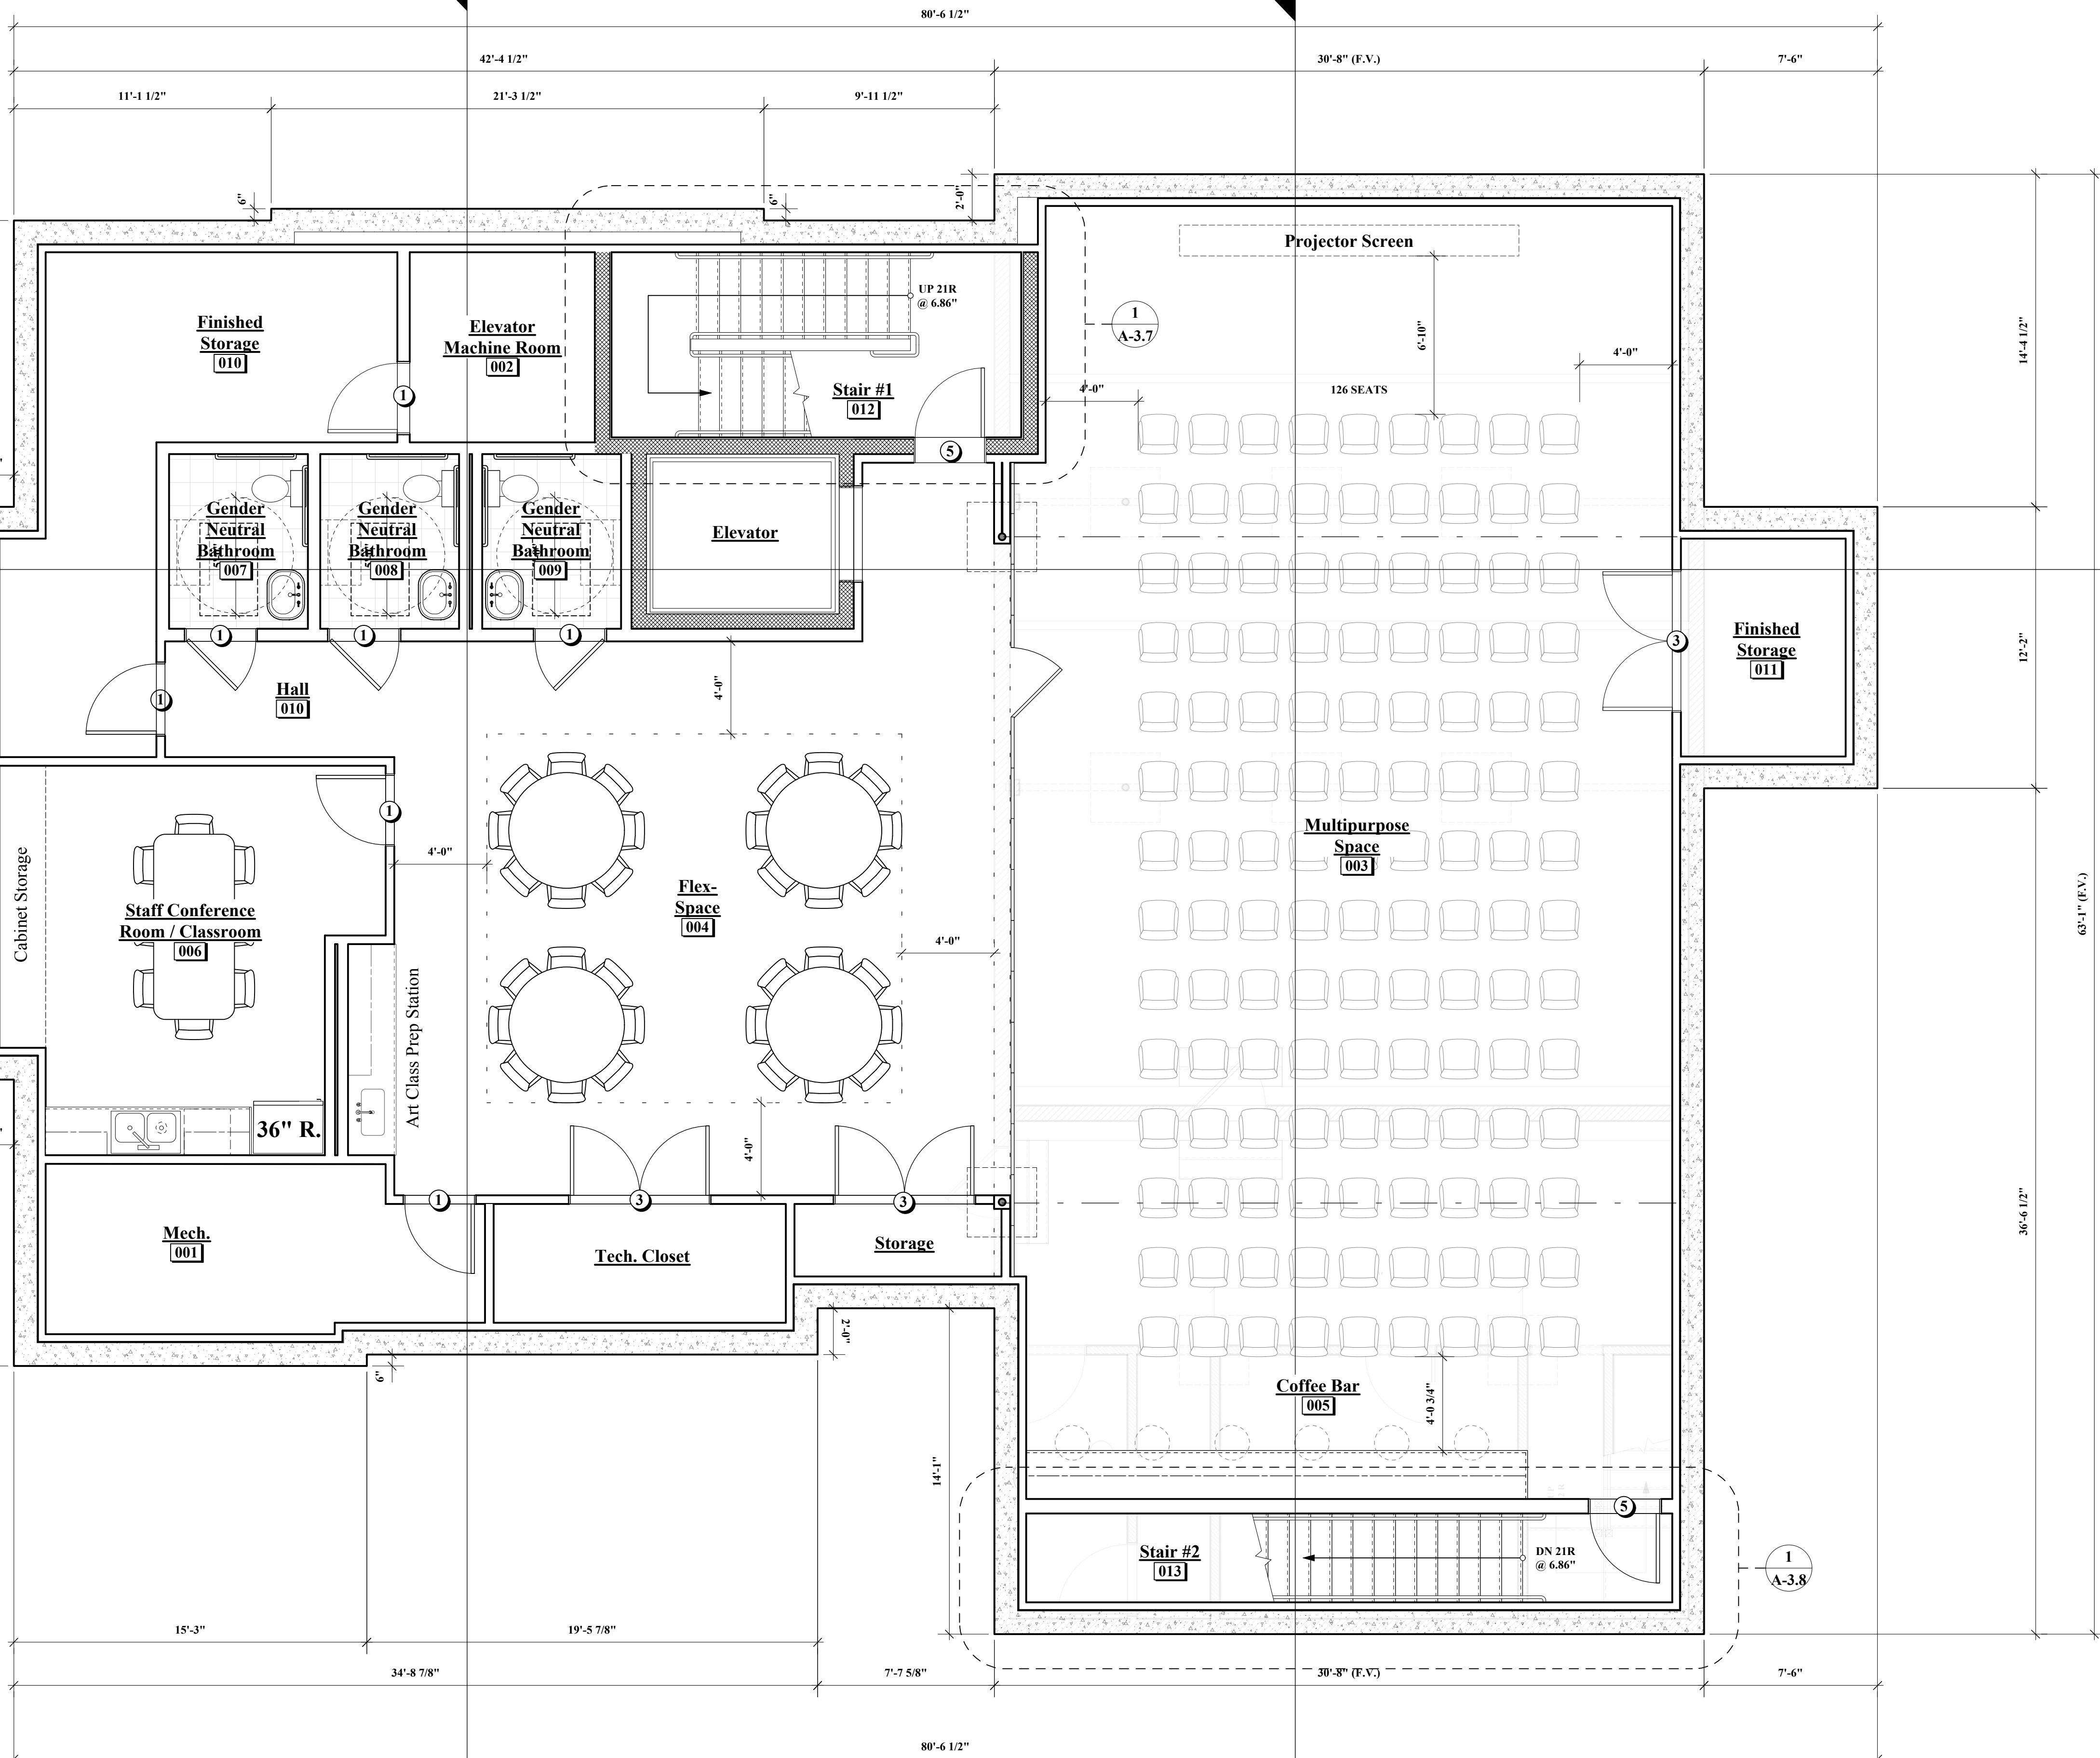 80'-6 1/2"
42'-4 1/2"
30'-8" (F.V.)
7'-6"
11'-1 1/2"
21'-3 1/2"
9'-11 1/2"
6"
6"
2'-0"
Projector Screen
UP 21R
@ 6.86"
1
A-3.7
6'-10"
4'-0"
4'-0"
126 SEATS
14'-4 1/2"
Finished
Storage
010
Elevator
Machine Room
002
1
Stair #1
012
5
Gender
Neutral
Bathroom
007
Gender
Neutral
Bathroom
008
Gender
Neutral
Bathroom
009
Elevator
1
1
1
3
Finished
Storage
011
12'-2"
Hall
010
1
4'-0"
1
4'-0"
Cabinet Storage
Staff Conference
Room / Classroom
006
Flex-
Space
004
4'-0"
Multipurpose
Space
003
63'-1" (F.V.)
Art Class Prep Station
36" R.
4'-0"
1
3
3
Mech.
001
Tech. Closet
Storage
36'-6 1/2"
2'-0"
6"
Coffee Bar
005
4'-0 3/4"
14'-1"
5
Stair #2
013
DN 21R
@ 6.86"
1
A-3.8
15'-3"
19'-5 7/8"
34'-8 7/8"
7'-7 5/8"
30'-8" (F.V.)
7'-6"
80'-6 1/2"